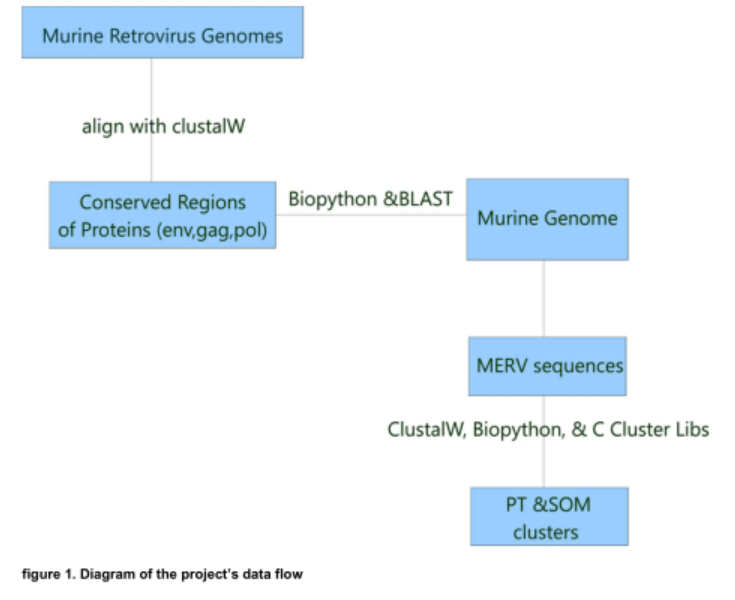 Murine Retrovirus Genomes
align with clustalW
Conserved Regions
of Proteins (env,gag,pol)
Biopython &BLAST
Murine Genome
MERV sequences
ClustalW, Biopython, & C Cluster Libs
PT &SOM
clusters
figure 1. Diagram of the project's data flow